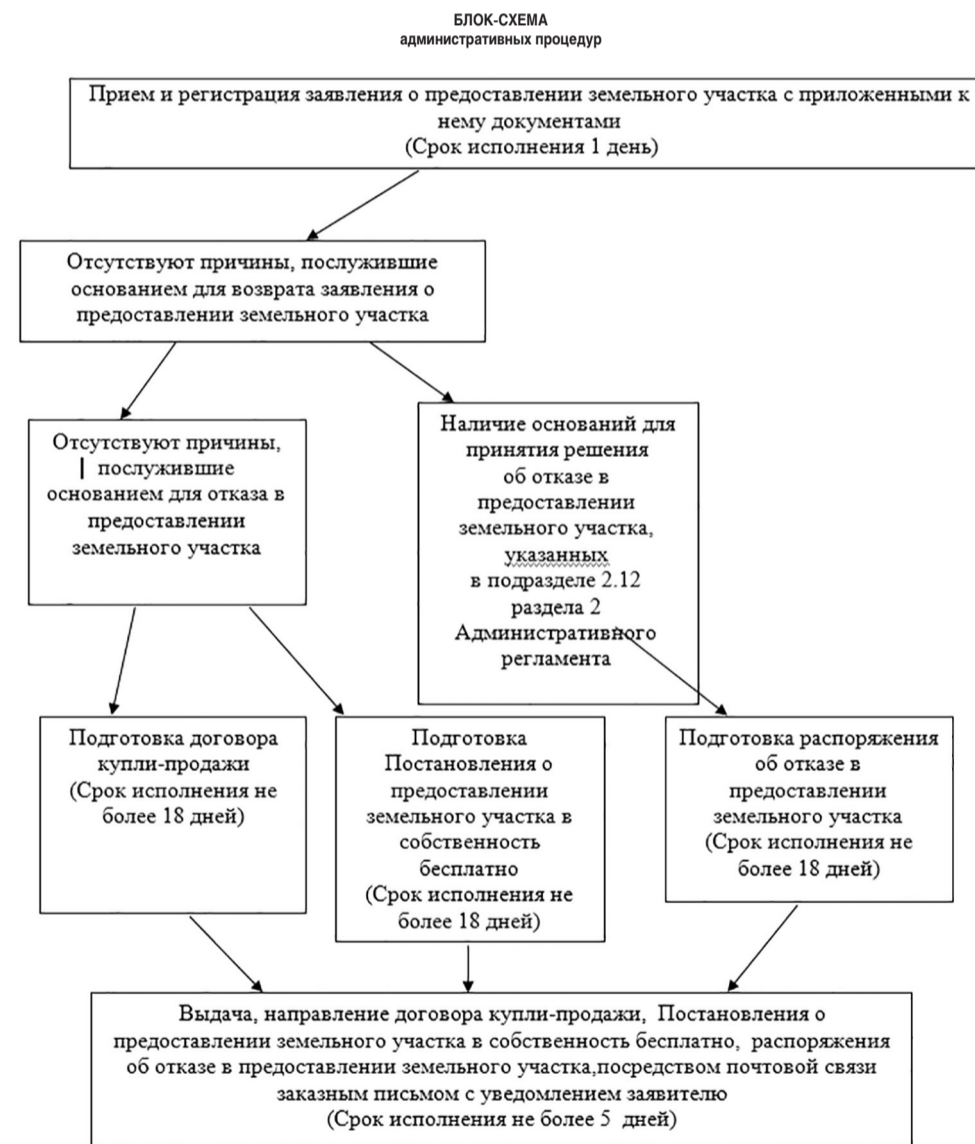 БЛОК-СХЕМА
административных процедур
Прием и регистрация заявления о предоставлении земельного участка с приложенными к
нему документами
(Срок исполнения 1 день)
Отсутствуют причины, послужившие
основанием для возврата заявления о
предоставлении земельного участка
Отсутствуют причины,
послужившие
основанием для отказа в
предоставлении
земельного участка
Наличие оснований для
принятия решения
об отказе в
предоставлении
земельного участка,
указанных
в подразделе 2.12
раздела 2
Административного
регламента
Подготовка договора
купли-продажи
(Срок исполнения не
более 18 дней)
Подготовка
Постановления о
предоставлении
земельного участка в
собственность
бесплатно
(Срок исполнения не
более 18 дней)
Подготовка распоряжения
об отказе в
предоставлении
земельного участка
(Срок исполнения не
более 18 дней)
Выдача, направление договора купли-продажи, Постановления о
предоставлении земельного участка в собственность бесплатно, распоряжения
об отказе в предоставлении земельного участка,посредством почтовой связи
заказным письмом с уведомлением заявителю
(Срок исполнения не более 5 дней)